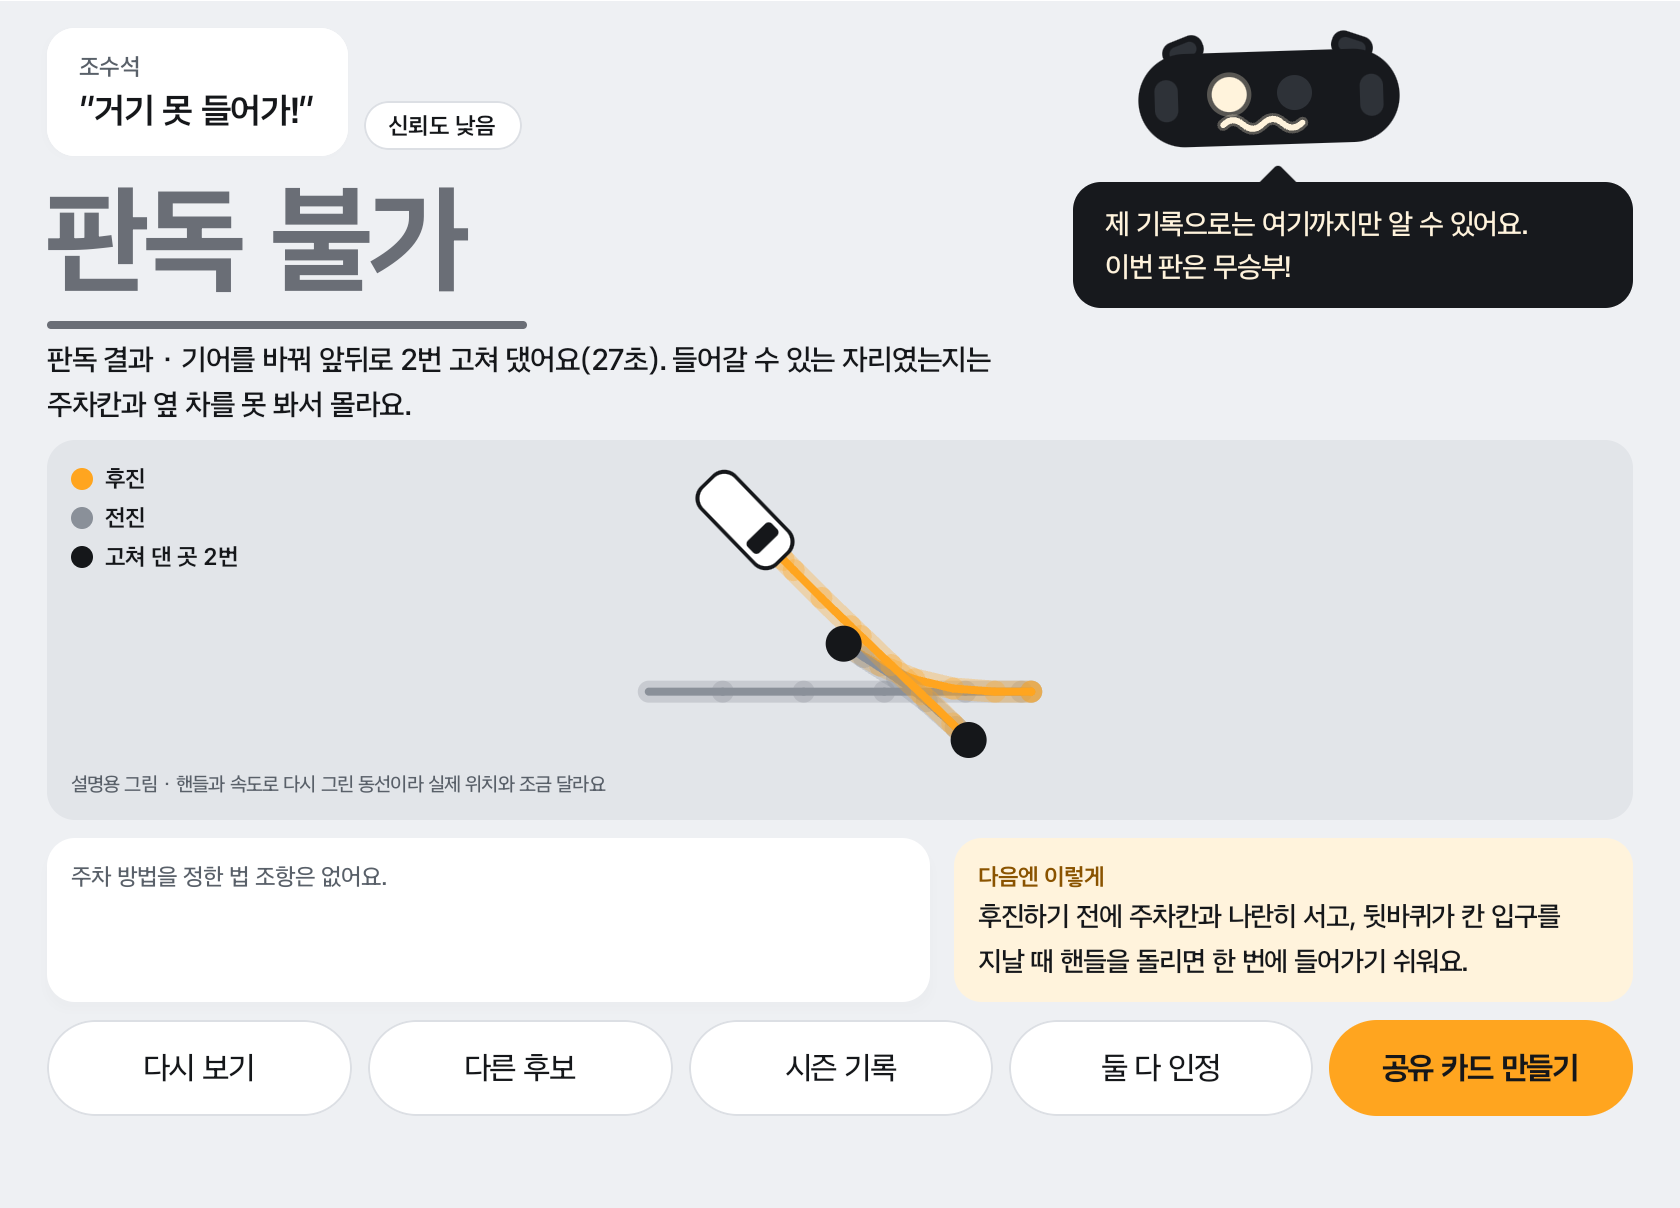 조수석
"거기 못 들어가!"
신뢰도 낮음
판독 불가
제 기록으로는 여기까지만 알 수 있어요.
이번 판은 무승부!
판독 결과 · 기어를 바꿔 앞뒤로 2번 고쳐 댔어요(27초). 들어갈 수 있는 자리였는지는
주차칸과 옆 차를 못 봐서 몰라요.
후진
전진
고쳐 댄 곳 2번
설명용 그림 · 핸들과 속도로 다시 그린 동선이라 실제 위치와 조금 달라요
주차 방법을 정한 법 조항은 없어요.
다음엔 이렇게
후진하기 전에 주차칸과 나란히 서고, 뒷바퀴가 칸 입구를
지날 때 핸들을 돌리면 한 번에 들어가기 쉬워요.
다시 보기
다른 후보
시즌 기록
둘 다 인정
공유 카드 만들기